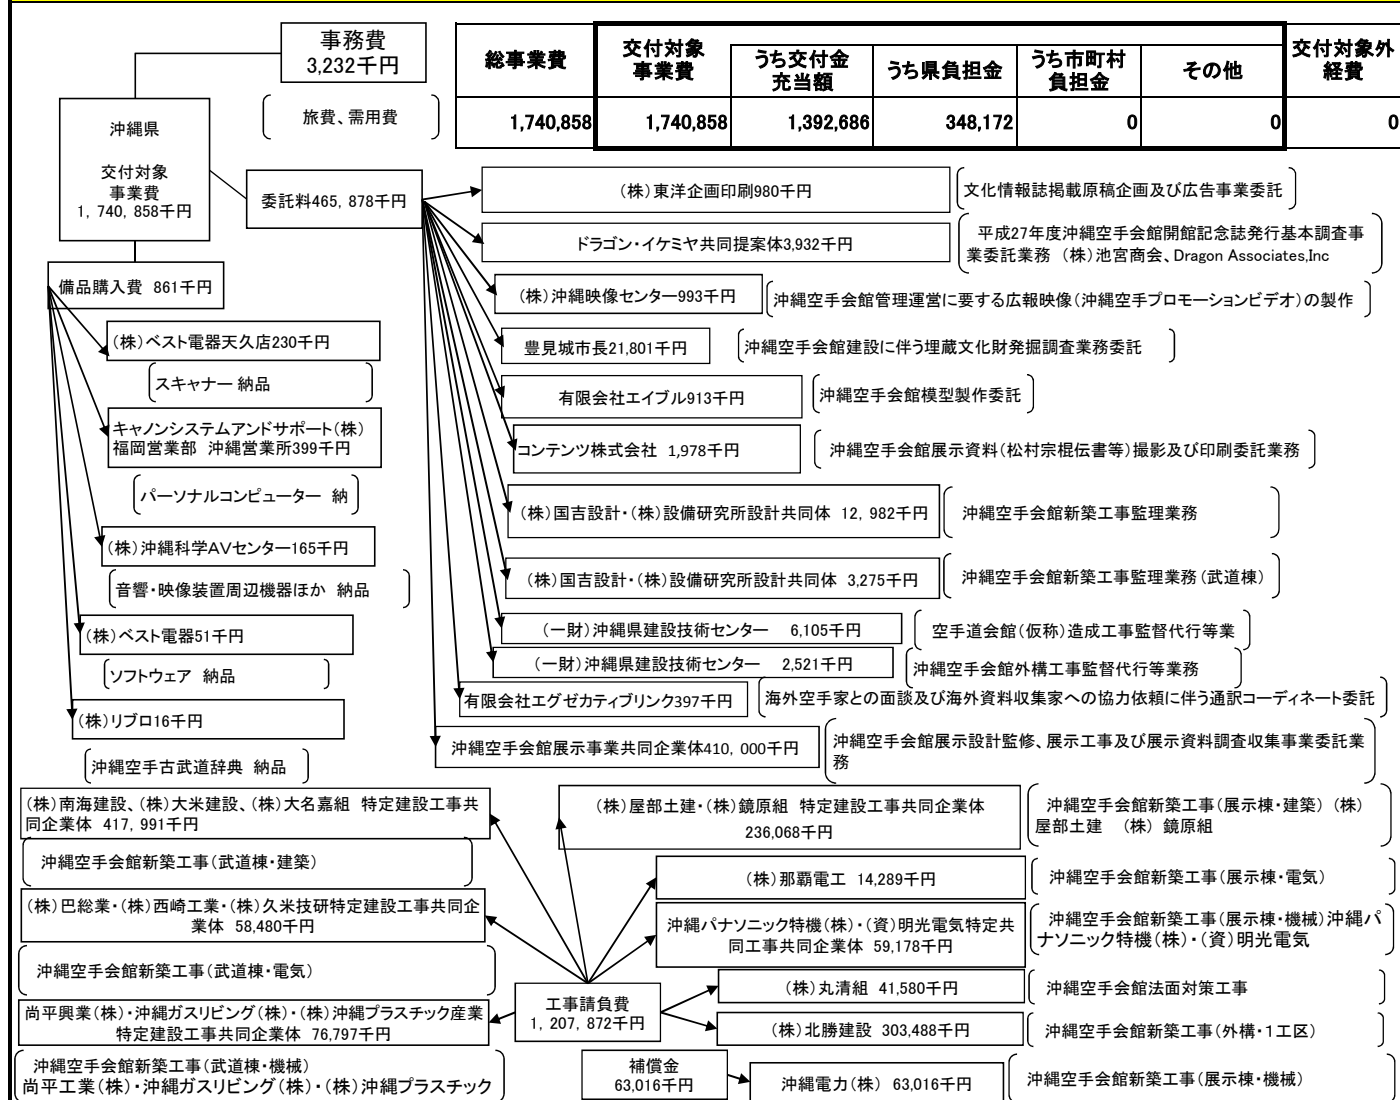 事務費
3,232千円
旅費、需用費
総事業費
交付対象
事業費
うち交付金
充当額
うち県負担金
うち市町村
負担金
その他
交付対象外
経費
1,740,858
1,740,858
1,392,686
348,172
0
0
0
沖縄県
交付対象
事業費
1,740,858千円
委託料465,878千円
備品購入費 861千円
(株)ベスト電器天久店230千円
スキャナー 納品
キャノンシステムアンドサポート(株)
福岡営業部 沖縄営業所399千円
パーソナルコンピューター 納
(株)沖縄科学AVセンター165千円
音響・映像装置周辺機器ほか 納品
(株)ベスト電器51千円
ソフトウェア 納品
(株)リブロ16千円
沖縄空手古武道辞典 納品
(株)東洋企画印刷980千円
文化情報誌掲載原稿企画及び広告事業委託
ドラゴン・イケミヤ共同提案体3,932千円
平成27年度沖縄空手会館開館記念誌発行基本調査事
業委託業務 (株)池宮商会、Dragon Associates,Inc
(株)沖縄映像センター993千円
沖縄空手会館管理運営に要する広報映像(沖縄空手プロモーションビデオ)の製作
豊見城市長21,801千円
沖縄空手会館建設に伴う埋蔵文化財発掘調査業務委託
有限会社エイブル913千円
沖縄空手会館模型製作委託
コンテンツ株式会社 1,978千円
沖縄空手会館展示資料(松村宗棍伝書等)撮影及び印刷委託業務
(株)国吉設計・(株)設備研究所設計共同体 12,982千円
沖縄空手会館新築工事監理業務
(株)国吉設計・(株)設備研究所設計共同体 3,275千円
沖縄空手会館新築工事監理業務(武道棟)
(一財)沖縄県建設技術センター 6,105千円
空手道会館(仮称)造成工事監督代行等業
(一財)沖縄県建設技術センター 2,521千円
沖縄空手会館外構工事監督代行等業務
有限会社エグゼカティブリンク397千円
海外空手家との面談及び海外資料収集家への協力依頼に伴う通訳コーディネート委託
沖縄空手会館展示事業共同企業体410,000千円
沖縄空手会館展示設計監修、展示工事及び展示資料調査収集事業委託業
務
(株)南海建設、(株)大米建設、(株)大名嘉組 特定建設工事共
同企業体 417,991千円
沖縄空手会館新築工事(武道棟・建築)
(株)巴総業・(株)西崎工業・(株)久米技研特定建設工事共同企
業体 58,480千円
沖縄空手会館新築工事(武道棟・電気)
尚平興業(株)・沖縄ガスリビング(株)・(株)沖縄プラスチック産業
特定建設工事共同企業体 76,797千円
沖縄空手会館新築工事(武道棟・機械)
尚平工業(株)・沖縄ガスリビング(株)・(株)沖縄プラスチック
工事請負費
1,207,872千円
(株)屋部土建・(株)鏡原組 特定建設工事共同企業体
236,068千円
沖縄空手会館新築工事(展示棟・建築) (株)
屋部土建 (株) 鏡原組
(株)那覇電工 14,289千円
沖縄空手会館新築工事(展示棟・電気)
沖縄パナソニック特機(株)・(資)明光電気特定共
同工事共同企業体 59,178千円
沖縄空手会館新築工事(展示棟・機械)沖縄パ
ナソニック特機(株)・(資)明光電気
(株)丸清組 41,580千円
沖縄空手会館法面対策工事
(株)北勝建設 303,488千円
沖縄空手会館新築工事(外構・1工区)
補償金
63,016千円
沖縄電力(株) 63,016千円
沖縄空手会館新築工事(展示棟・機械)